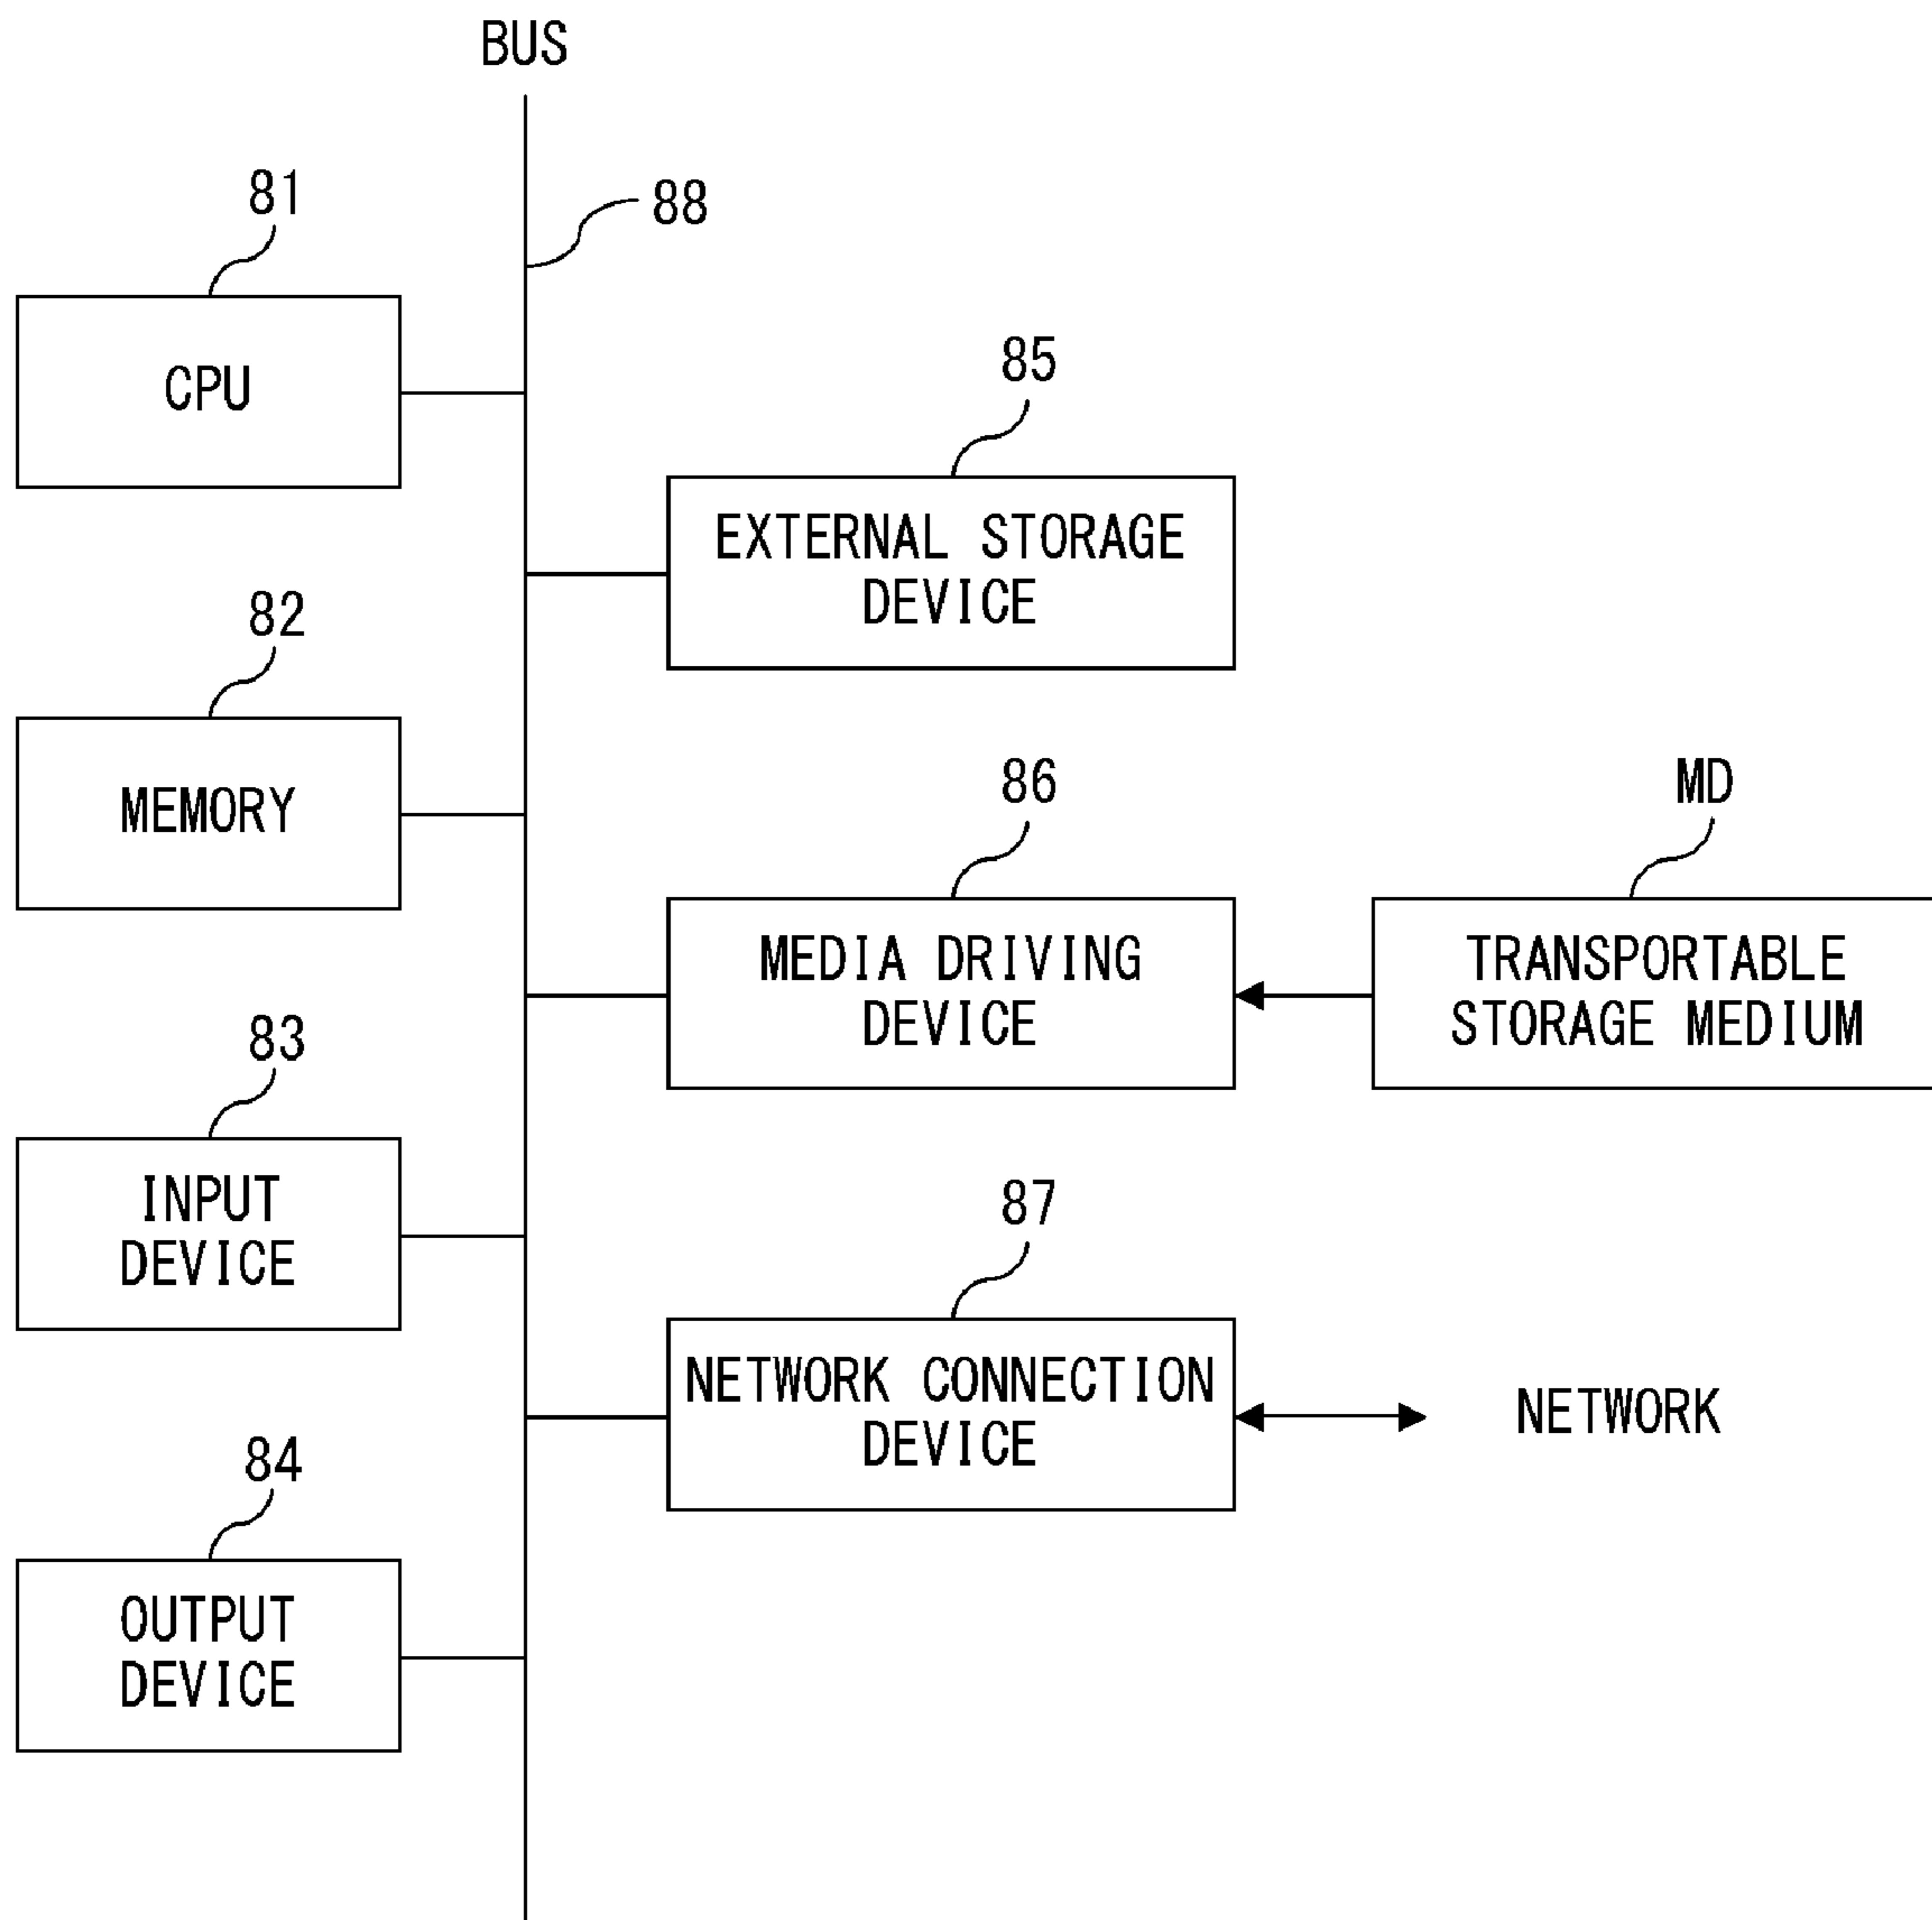 BUS
81
88
CPU
85
EXTERNAL STORAGE
DEVICE
82
MEMORY
86
MD
MEDIA DRIVING
DEVICE
TRANSPORTABLE
STORAGE MEDIUM
83
INPUT
DEVICE
87
NETWORK CONNECTION
DEVICE
NETWORK
84
OUTPUT
DEVICE